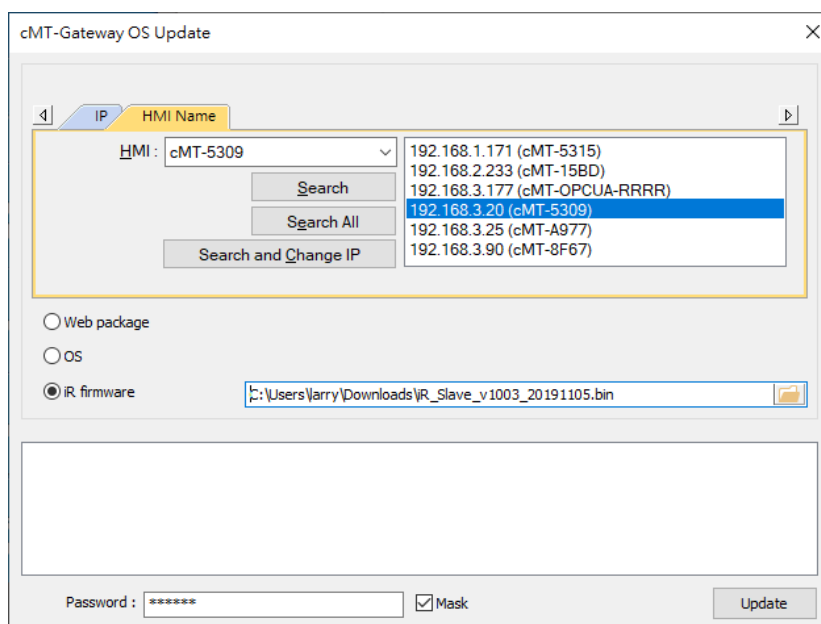 cMT-Gateway OS Update
IP
HMI Name
HMI : cMT-5309
Search
Search All
Search and Change IP
192.168.1.171 (cMT-5315)
192.168.2.233 (cMT-15BD)
192.168.3.177 (cMT-OPCUA-RRRR)
192.168.3.20 (cMT-5309)
192.168.3.25 (cMT-A977)
192.168.3.90 (cMT-8F67)
Web package
OS
iR firmware
C:\Users\larry\Downloads\iR_Slave_v1003_20191105.bin
Password : ******
Mask
Update